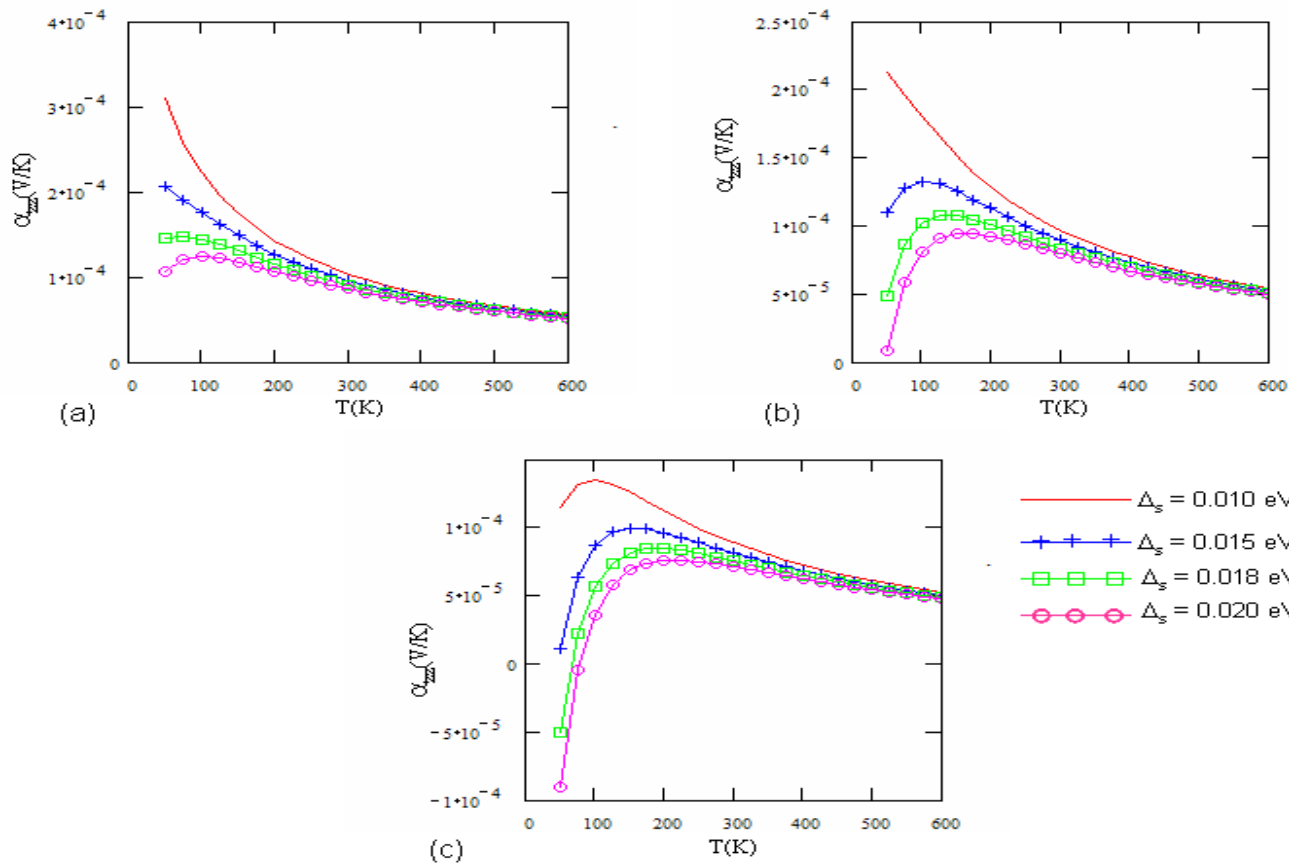 4•10⁻⁴
3•10⁻⁴
2•10⁻⁴
1•10⁻⁴
0
(V/K)
0 100 200 300 400 500 600
T(K)
(a)
2.5•10⁻⁴
2•10⁻⁴
1.5•10⁻⁴
1•10⁻⁴
5•10⁻⁵
0
(V/K)
0 100 200 300 400 500 600
T(K)
(b)
1•10⁻⁴
5•10⁻⁵
0
−5•10⁻⁵
−1•10⁻⁴
(V/K)
0 100 200 300 400 500 600
T(K)
(c)
Δs = 0.010 eV
Δs = 0.015 eV
Δs = 0.018 eV
Δs = 0.020 eV